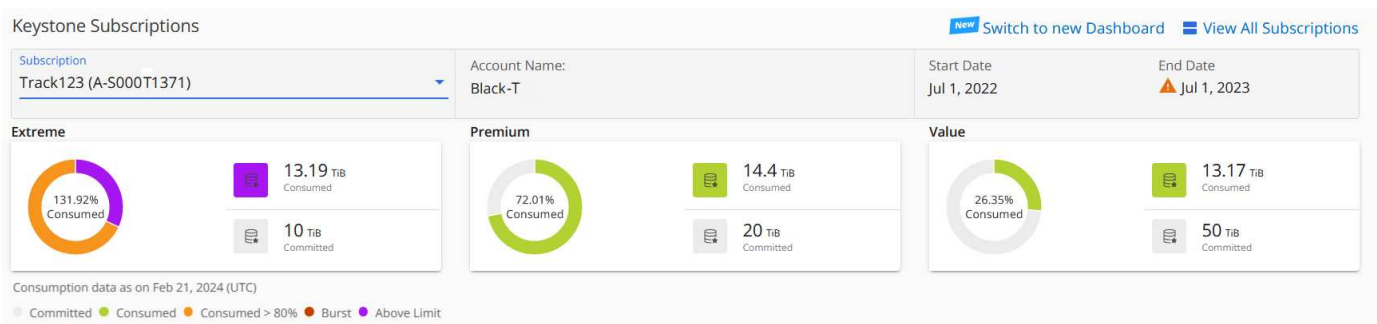 Keystone Subscriptions
New Switch to new Dashboard View All Subscriptions
Subscription
Track123 (A-S000T1371)
Account Name:
Black-T
Start Date
Jul 1, 2022
End Date
Jul 1, 2023
Extreme
131.92%
Consumed
13.19 TiB
Consumed
10 TiB
Committed
Premium
72.01%
Consumed
14.4 TiB
Consumed
20 TiB
Committed
Value
26.35%
Consumed
13.17 TiB
Consumed
50 TiB
Committed
Consumption data as on Feb 21, 2024 (UTC)
Committed Consumed Consumed > 80% Burst Above Limit